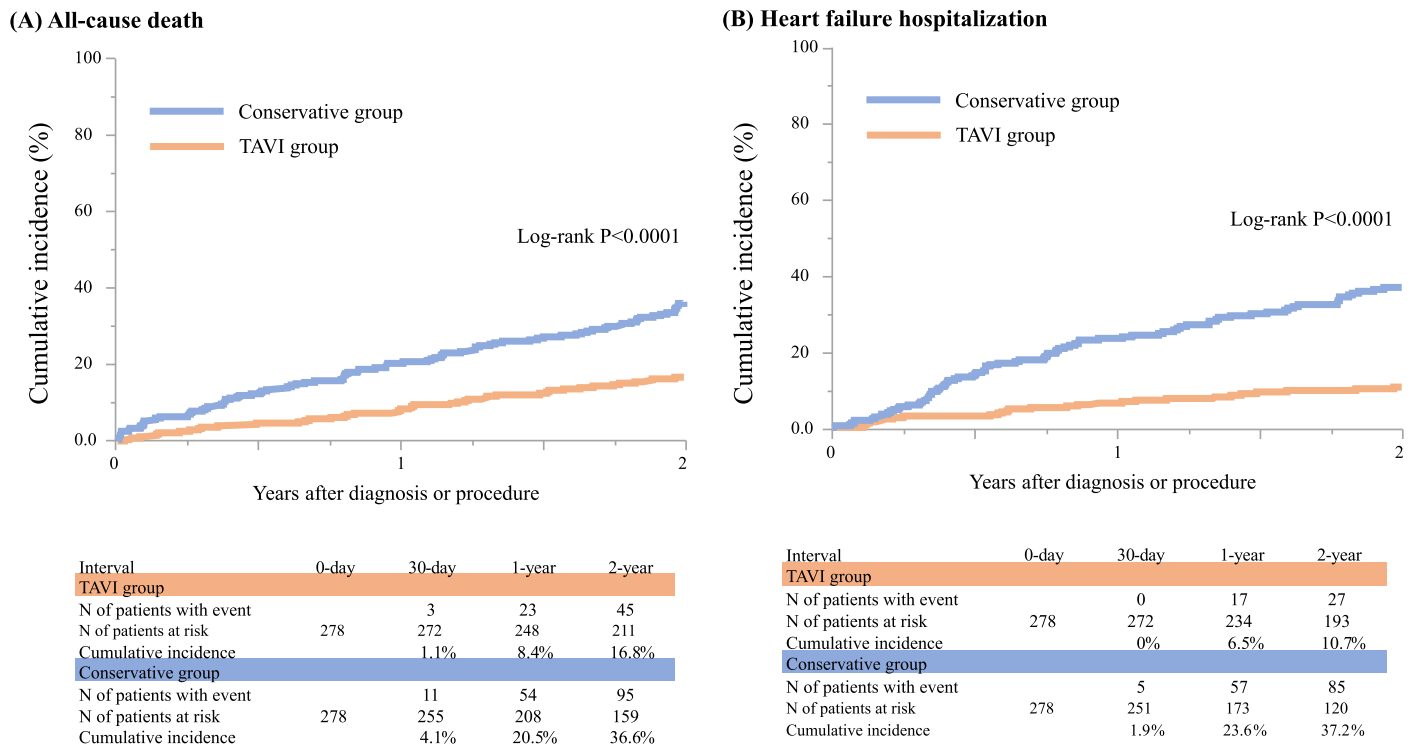 (A) All-cause death
100
80
60
40
20
0.0
Cumulative incidence (%)
Conservative group
TAVI group
Log-rank P<0.0001
0 1 2
Years after diagnosis or procedure
Interval 0-day 30-day 1-year 2-year
TAVI group
N of patients with event 3 23 45
N of patients at risk 278 272 248 211
Cumulative incidence 1.1% 8.4% 16.8%
Conservative group
N of patients with event 11 54 95
N of patients at risk 278 255 208 159
Cumulative incidence 4.1% 20.5% 36.6%
(B) Heart failure hospitalization
100
80
60
40
20
0.0
Cumulative incidence (%)
Conservative group
TAVI group
Log-rank P<0.0001
0 1 2
Years after diagnosis or procedure
Interval 0-day 30-day 1-year 2-year
TAVI group
N of patients with event 0 17 27
N of patients at risk 278 272 234 193
Cumulative incidence 0% 6.5% 10.7%
Conservative group
N of patients with event 5 57 85
N of patients at risk 278 251 173 120
Cumulative incidence 1.9% 23.6% 37.2%